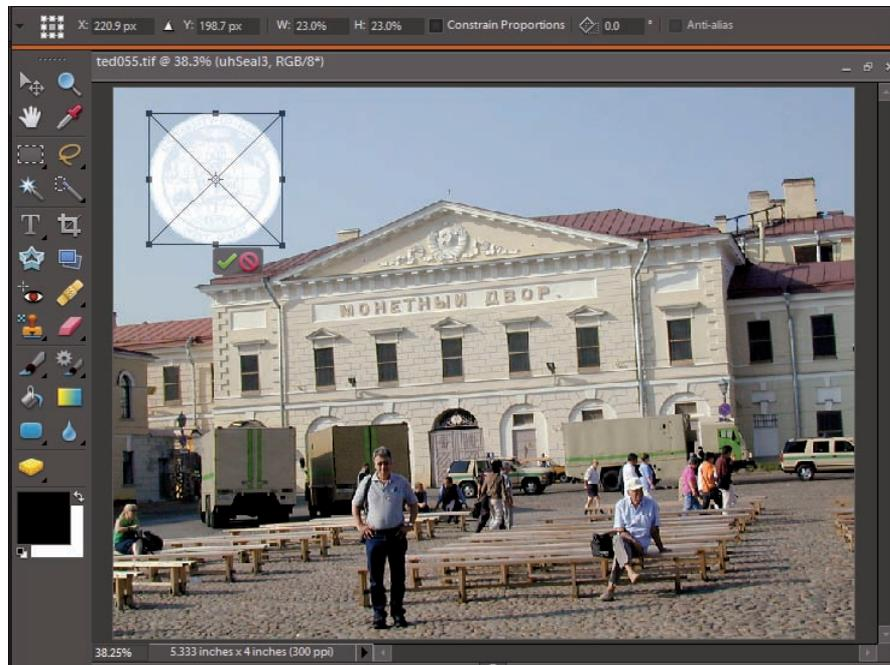 X: 220.9 px Y: 198.7 px W: 23.0% H: 23.0% Constrain Proportions 0.0 ° Anti-alias
ted055.tif @ 38.3% (uhSeal3, RGB/8*)
МОНЕТНЫЙ ДВОР.
T
38.25% 5.333 inches x 4 inches (300 ppi)